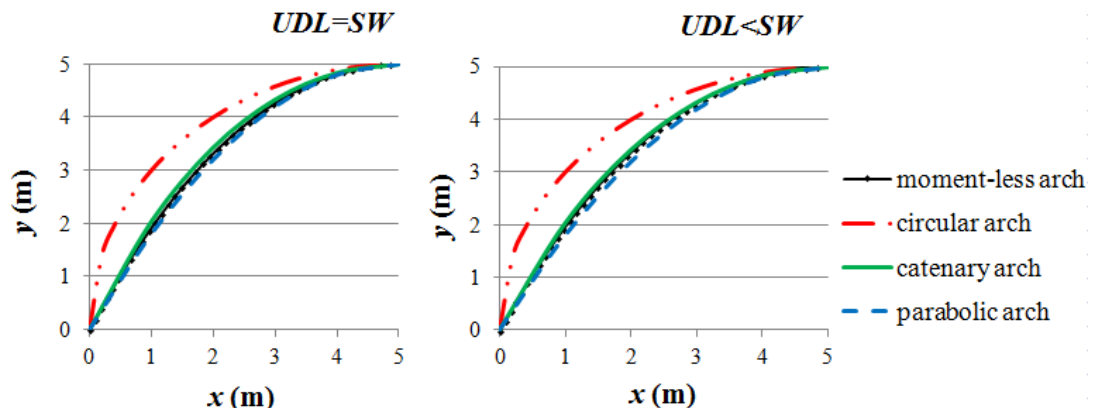 UDL=SW
5
4
3
2
1
0
y (m)
0 1 2 3 4 5
x (m)
UDL<SW
5
4
3
2
1
0
y (m)
0 1 2 3 4 5
x (m)
moment-less arch
circular arch
catenary arch
parabolic arch